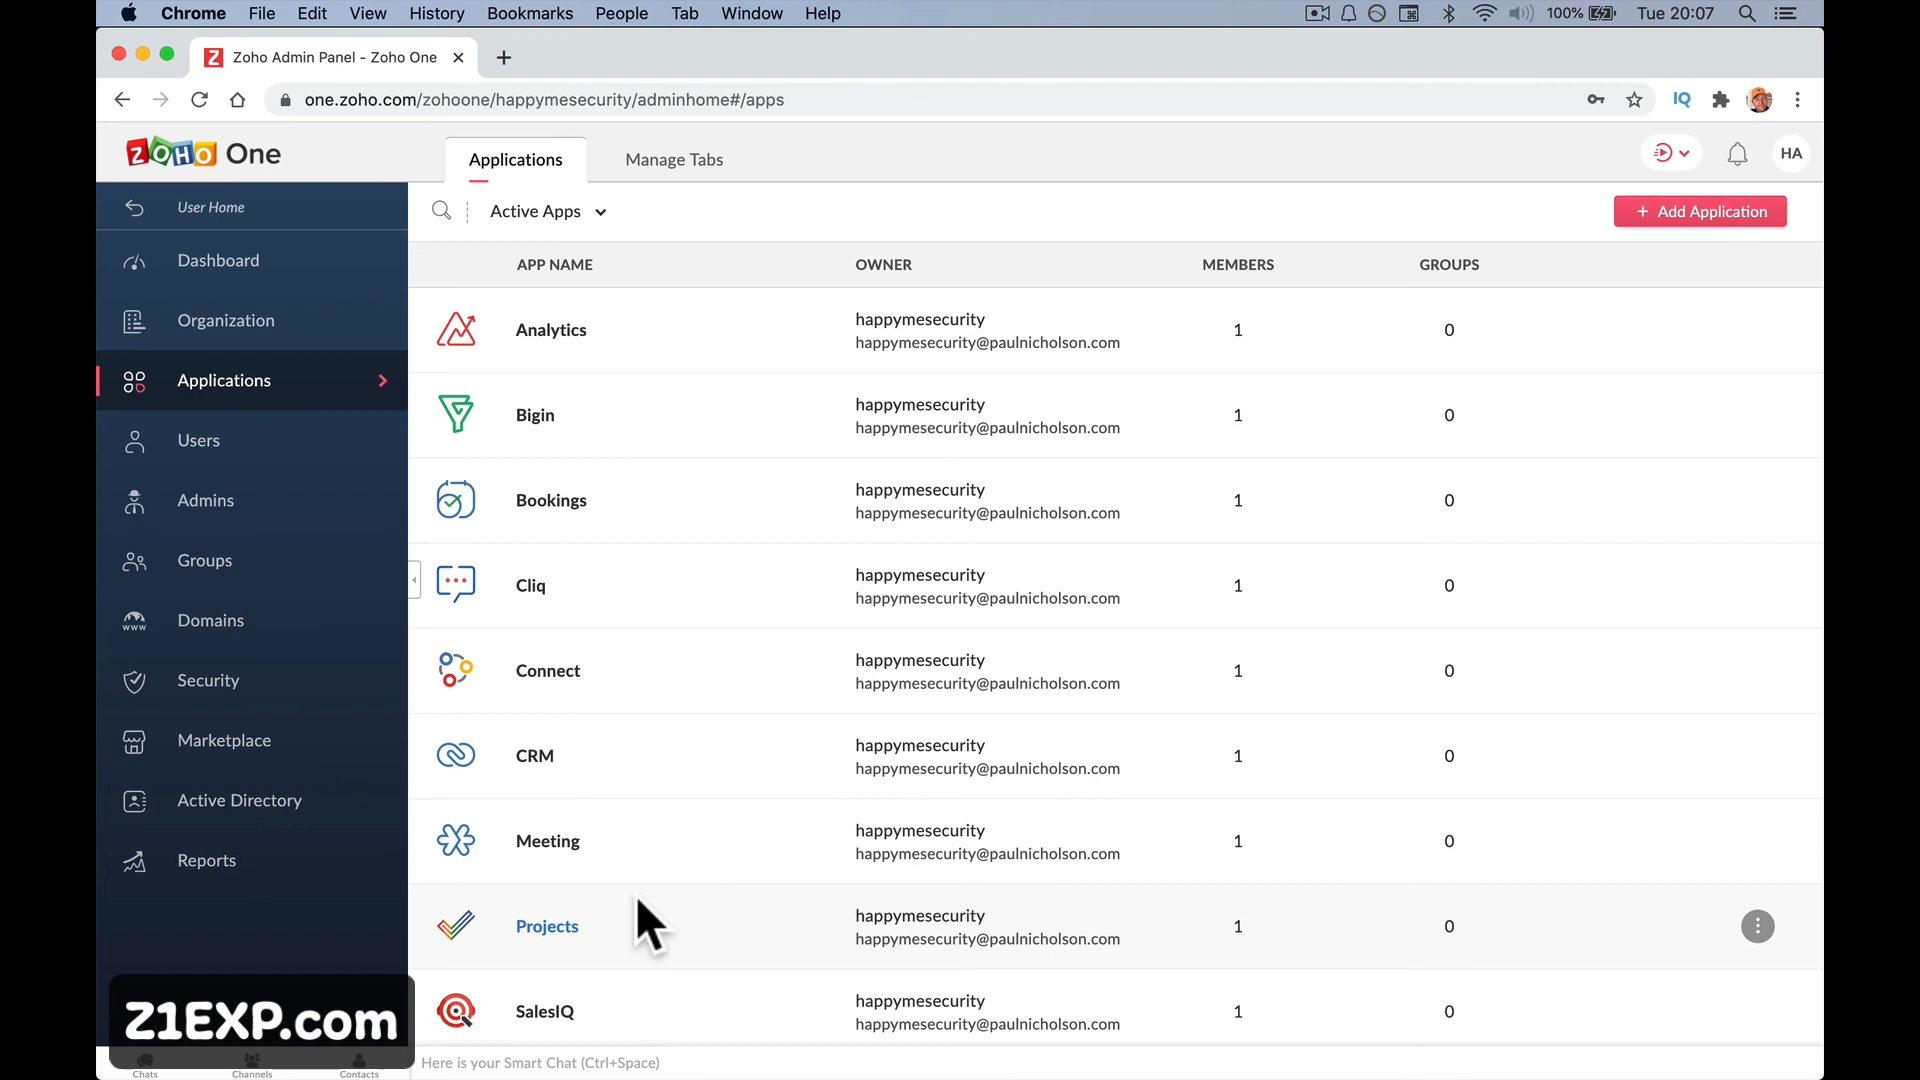 Chrome File Edit View History Bookmarks People Tab Window Help 100% Tue 20:07
Zoho Admin Panel - Zoho One
one.zoho.com/zohoone/happymesecurity/adminhome#/apps IQ
ZOHO One Applications Manage Tabs HA
User Home
Active Apps + Add Application
APP NAME OWNER MEMBERS GROUPS
Dashboard
Organization
Applications
Users
Admins
Groups
Domains
WWW
Security
Marketplace
Active Directory
Reports
Analytics happymesecurity 1 0
happymesecurity@paulnicholson.com
Bigin happymesecurity 1 0
happymesecurity@paulnicholson.com
Bookings happymesecurity 1 0
happymesecurity@paulnicholson.com
Cliq happymesecurity 1 0
happymesecurity@paulnicholson.com
Connect happymesecurity 1 0
happymesecurity@paulnicholson.com
CRM happymesecurity 1 0
happymesecurity@paulnicholson.com
Meeting happymesecurity 1 0
happymesecurity@paulnicholson.com
Projects happymesecurity 1 0
happymesecurity@paulnicholson.com
SalesIQ happymesecurity 1 0
happymesecurity@paulnicholson.com
Z1EXP.com
Chats Channels Contacts
Here is your Smart Chat (Ctrl+Space)